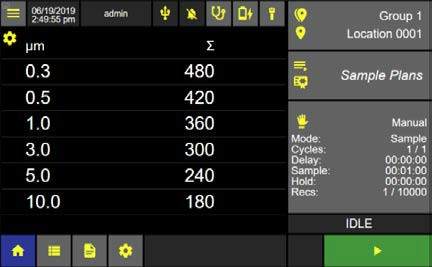 06/19/2019
2:49:55 PM
admin
Group 1
Location 0001
µm Σ
0.3 480
0.5 420
1.0 360
3.0 300
5.0 240
10.0 180
Sample Plans
Manual
Mode: Sample
Cycles: 1 / 1
Delay: 00:00:00
Sample: 00:01:00
Hold: 00:00:00
Recs: 1 / 10000
IDLE